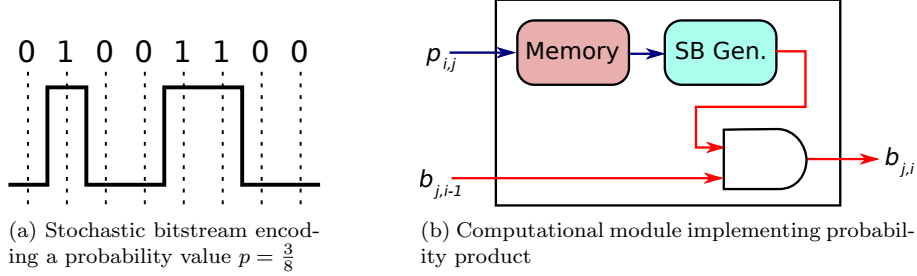 0 1 0 0 1 1 0 0
(a) Stochastic bitstream encod-
ing a probability value p = 3/8
p_{i,j}
Memory
SB Gen.
b_{j,i-1}
b_{j,i}
(b) Computational module implementing probabil-
ity product